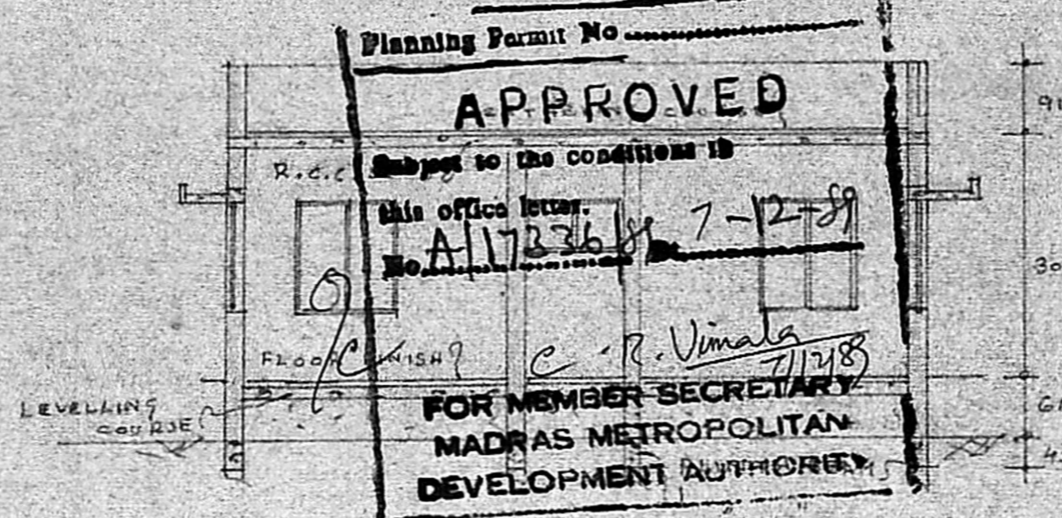 Planning Permit No
APPROVED
R.C.C
Subject to the conditions in
this office letter.
No. A/17336/89 Dt. 7-12-89
FLOOR FINISH
C. R. Vimala
7/12/89
LEVELLING
COURSE
FOR MEMBER SECRETARY
MADRAS METROPOLITAN
DEVELOPMENT AUTHORITY